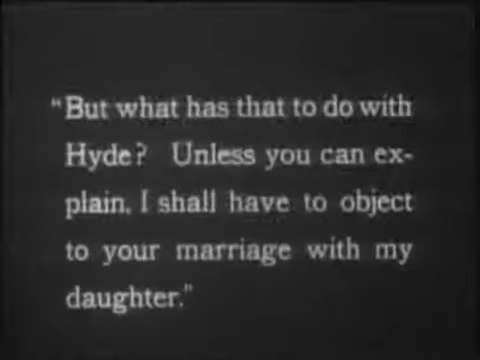 "But what has that to do with
Hyde? Unless you can ex-
plain, I shall have to object
to your marriage with my
daughter."